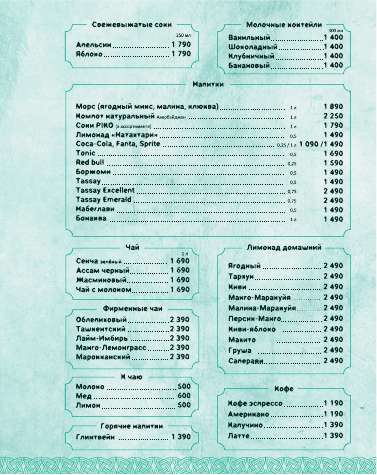 Свежевыжатые соки
250 мл
Апельсин 1 790
Яблоко 1 790
Молочные коктейли
300 мл
Ванильный 1 400
Шоколадный 1 400
Клубничный 1 400
Банановый 1 400
Напитки
Морс (ягодный микс, малина, клюква) 1 л 1 890
Компот натуральный Азербайджан 1 л 2 250
Соки PIKO (в ассортименте) 1 л 1 790
Лимонад «Натахтари» 0,5 1 490
Coca-Cola, Fanta, Sprite 0,25 / 1 л 1 090 /1 490
Tonic 0,5 1 690
Red bull 0,25 1 590
Боржоми 0,5 1 490
Tassay 0,5 1 490
Tassay Excellent 0,75 2 490
Tassay Emerald 0,75 2 490
Набеглави 0,5 1 490
Бонаква 1 л 1 490
Чай
1 л
Сенча зелёный 1 690
Ассам черный 1 690
Жасминовый 1 690
Чай с молоком 1 690
Фирменные чаи
Облепиховый 2 390
Ташкентский 2 390
Лайм-Имбирь 2 390
Манго-Лемонграсс 2 390
Марокканский 2 390
К чаю
Молоко 500
Мед 600
Лимон 500
Горячие напитки
Глинтвейн 1 390
Лимонад домашний
Ягодный 2 490
Тархун 2 490
Киви 2 490
Манго-Маракуйя 2 490
Малина-Маракуйя 2 490
Персик-Манго 2 490
Киви-яблоко 2 490
Мохито 2 490
Груша 2 490
Саперави 2 490
Кофе
Кофе эспрессо 1 190
Американо 1 190
Капучино 1 390
Латте 1 390